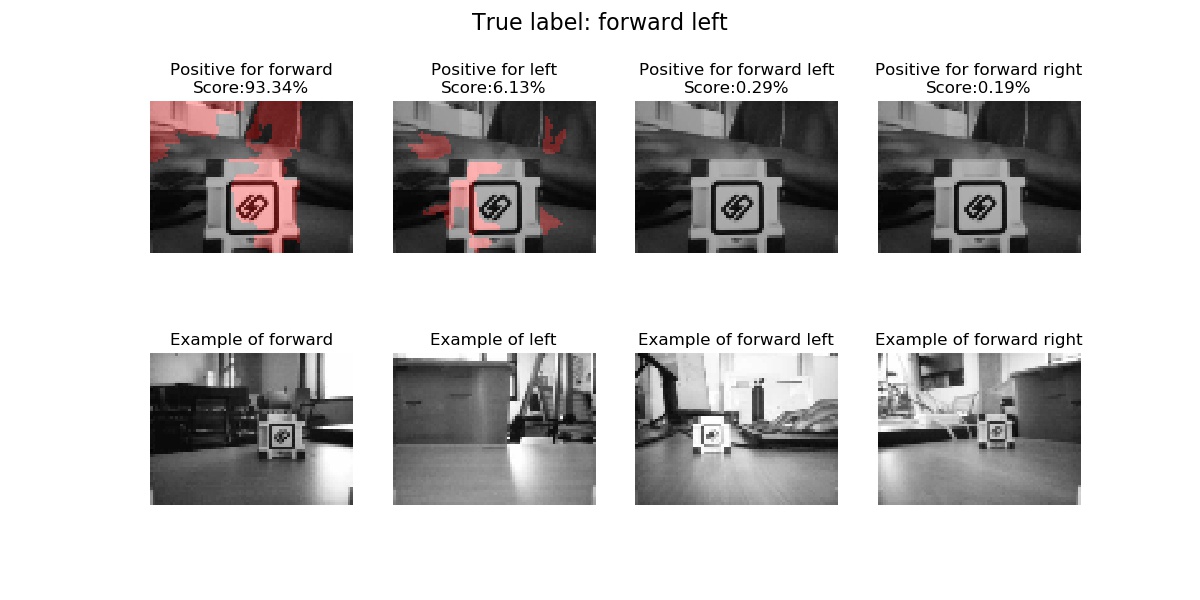 True label: forward left
Positive for forward
Score:93.34%
Positive for left
Score:6.13%
Positive for forward left
Score:0.29%
Positive for forward right
Score:0.19%
Example of forward
Example of left
Example of forward left
Example of forward right